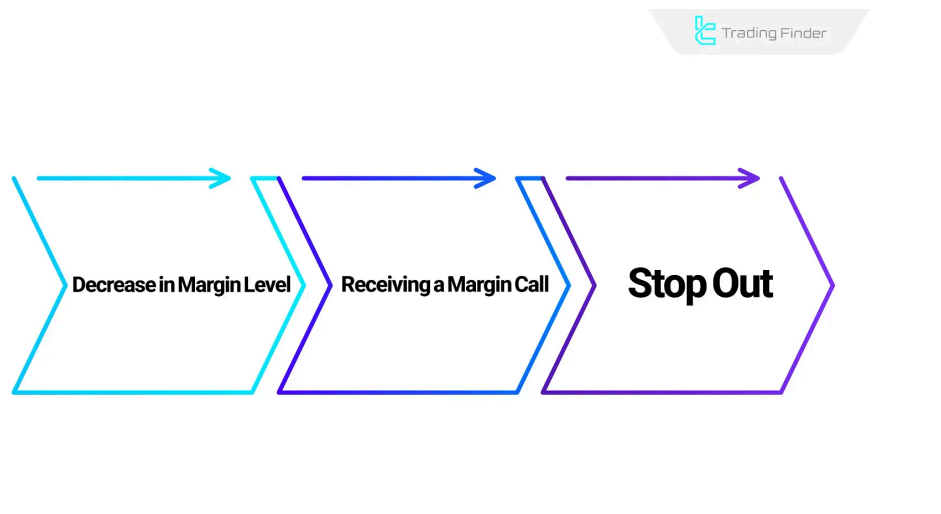 Trading Finder
Decrease in Margin Level
Receiving a Margin Call
Stop Out